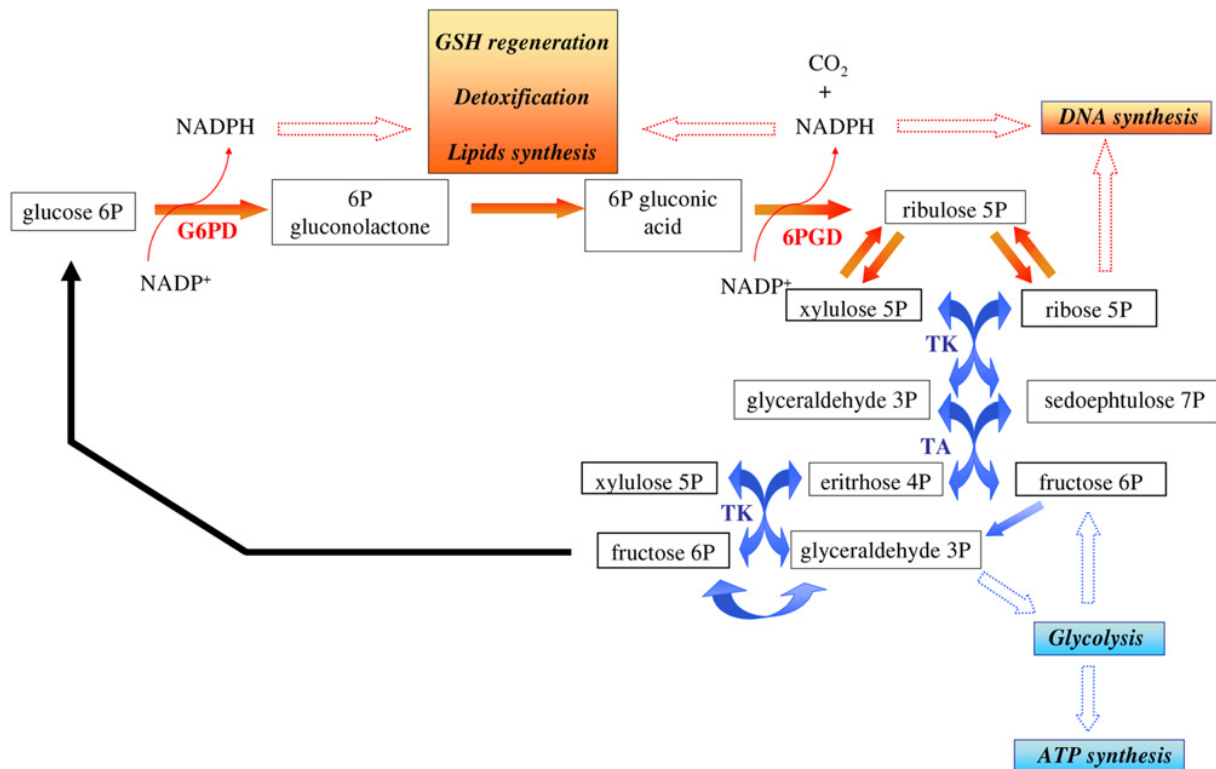 GSH regeneration
Detoxification
Lipids synthesis
CO₂
+
NADPH
NADPH
DNA synthesis
glucose 6P
G6PD
NADP⁺
6P
gluconolactone
6P gluconic
acid
6PGD
NADP⁺
ribulose 5P
xylulose 5P
ribose 5P
TK
glyceraldehyde 3P
sedoephtulose 7P
TA
xylulose 5P
eritrhose 4P
fructose 6P
TK
fructose 6P
glyceraldehyde 3P
Glycolysis
ATP synthesis